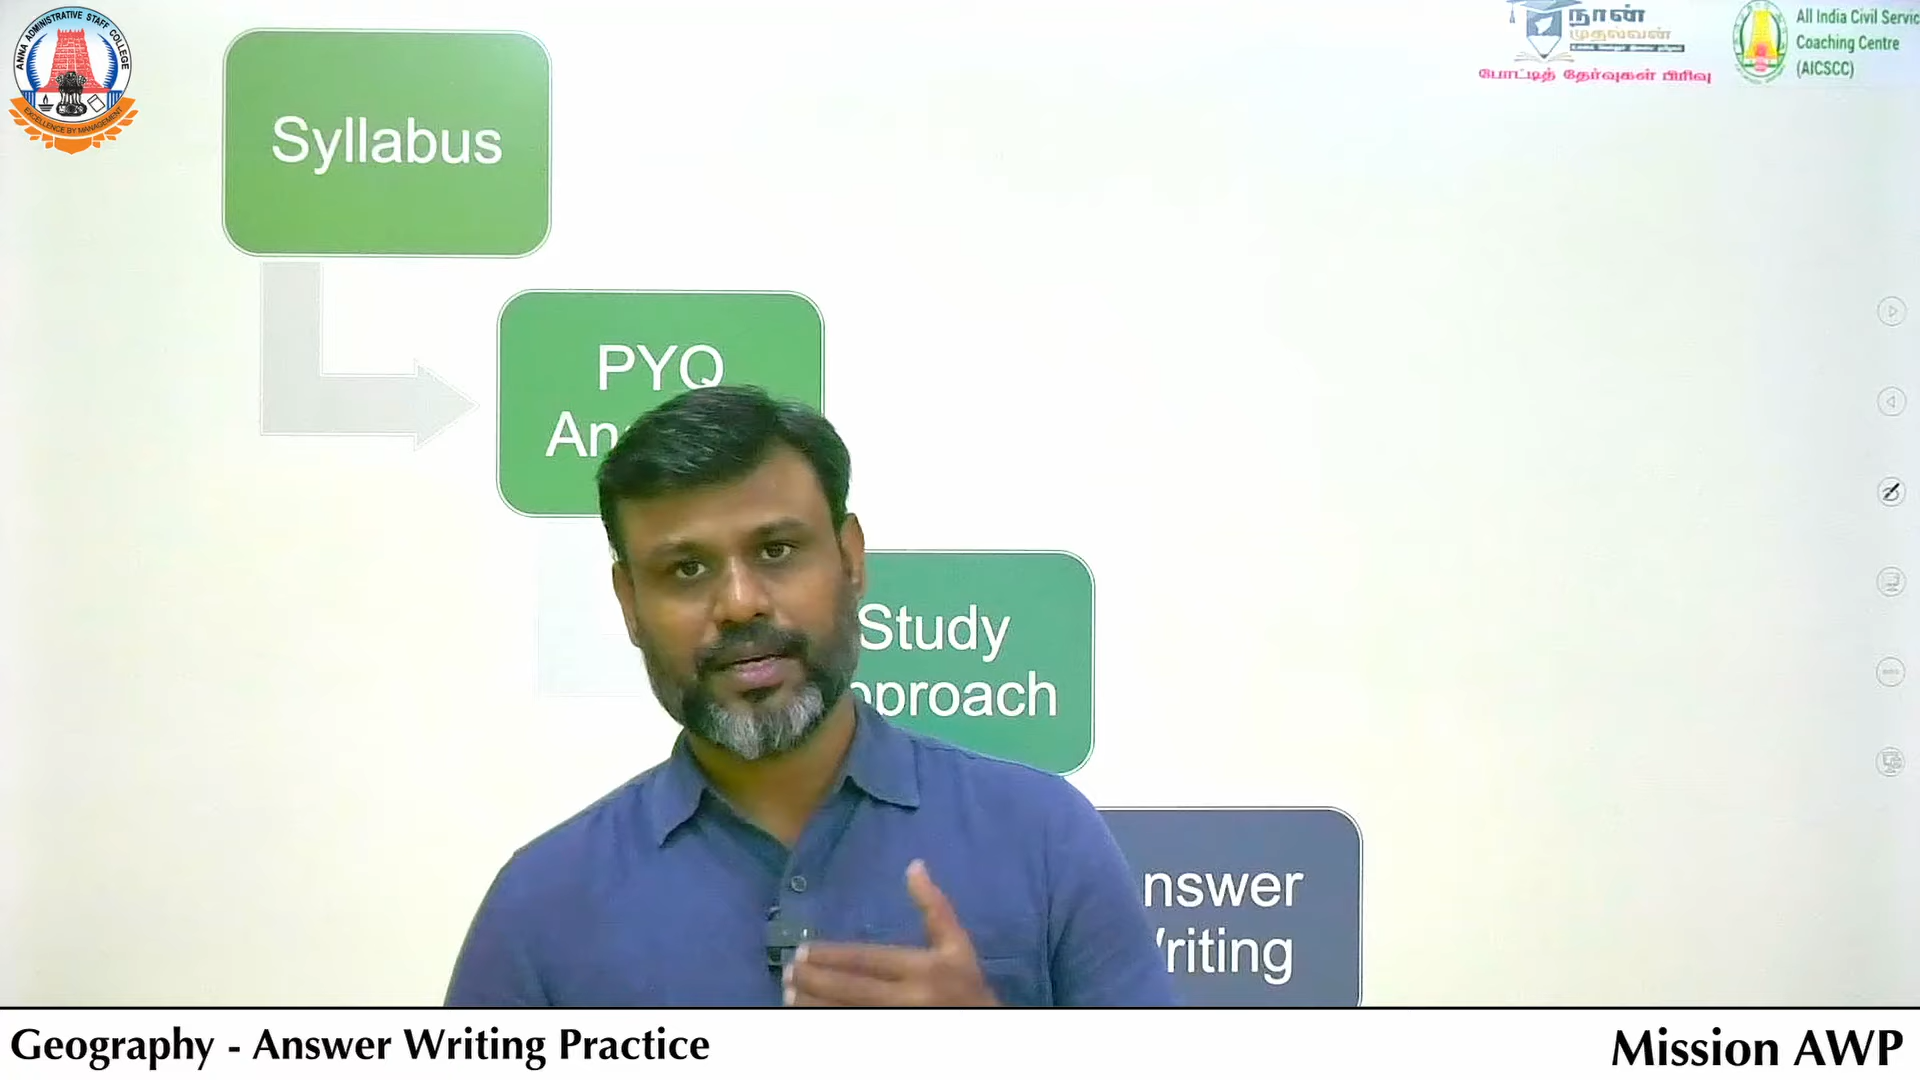 ANNA ADMINISTRATIVE STAFF COLLEGE
EXCELLENCE BY MANAGEMENT
நான்
முதல்வன்
போட்டித் தேர்வுகள் பிரிவு
All India Civil Servic
Coaching Centre
(AICSCC)
Syllabus
PYQ
An
Study
pproach
nswer
riting
Geography - Answer Writing Practice
Mission AWP